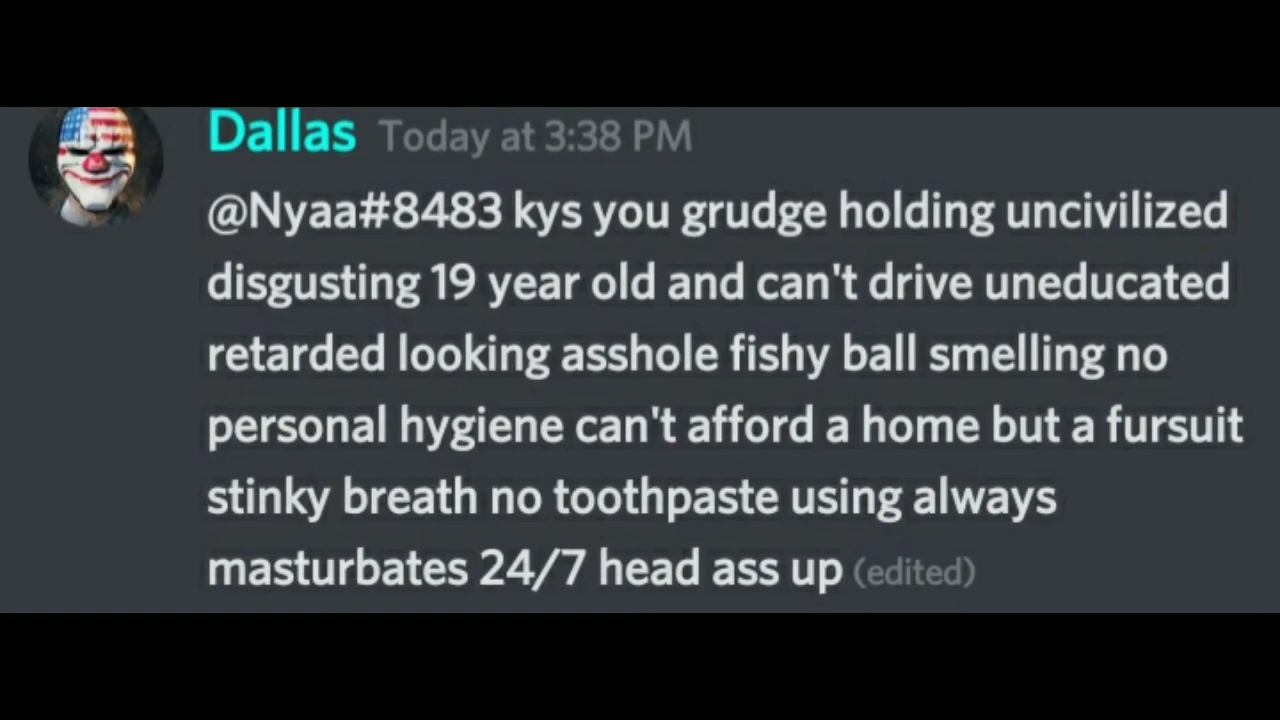 Dallas Today at 3:38 PM
@Nyaa#8483 kys you grudge holding uncivilized
disgusting 19 year old and can't drive uneducated
retarded looking asshole fishy ball smelling no
personal hygiene can't afford a home but a fursuit
stinky breath no toothpaste using always
masturbates 24/7 head ass up (edited)